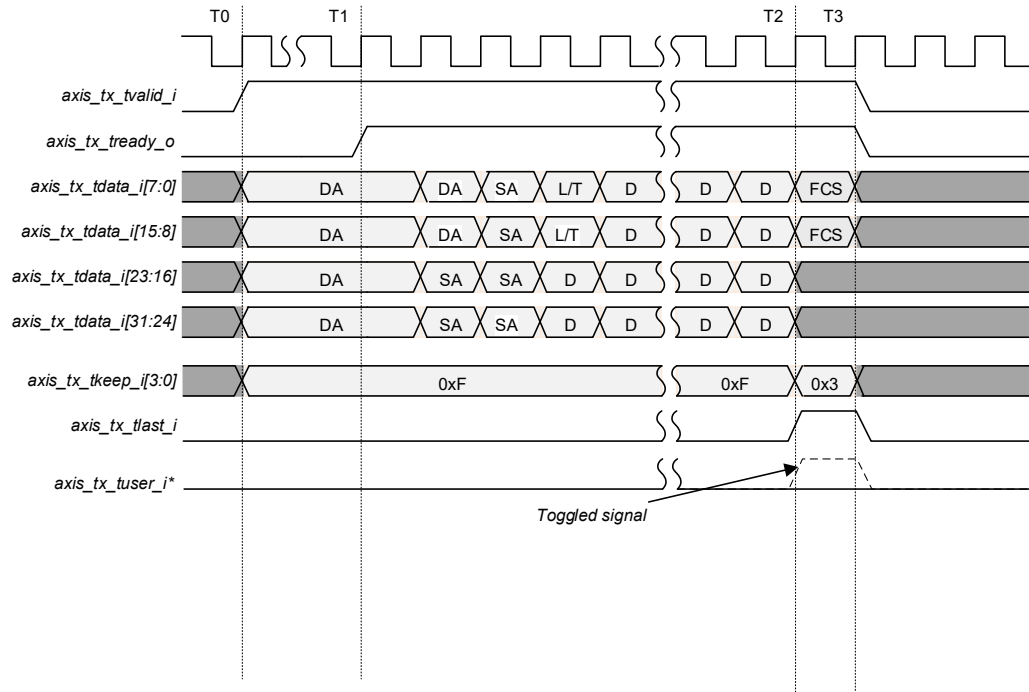 T0 T1 T2 T3
axis_tx_tvalid_i
axis_tx_tready_o
axis_tx_tdata_i[7:0] DA DA SA L/T D D D FCS
axis_tx_tdata_i[15:8] DA DA SA L/T D D D FCS
axis_tx_tdata_i[23:16] DA SA SA D D D D
axis_tx_tdata_i[31:24] DA SA SA D D D D
axis_tx_tkeep_i[3:0] 0xF 0xF 0x3
axis_tx_tlast_i
axis_tx_tuser_i*
Toggled signal